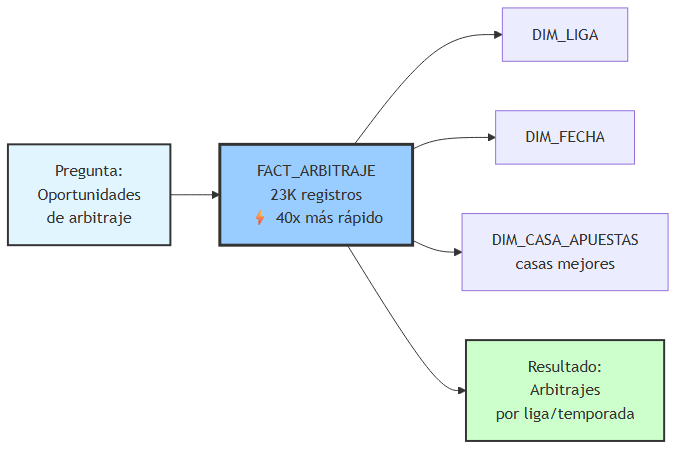 Pregunta:
Oportunidades
de arbitraje
FACT_ARBITRAJE
23K registros
⚡ 40x más rápido
DIM_LIGA
DIM_FECHA
DIM_CASA_APUESTAS
casas mejores
Resultado:
Arbitrajes
por liga/temporada